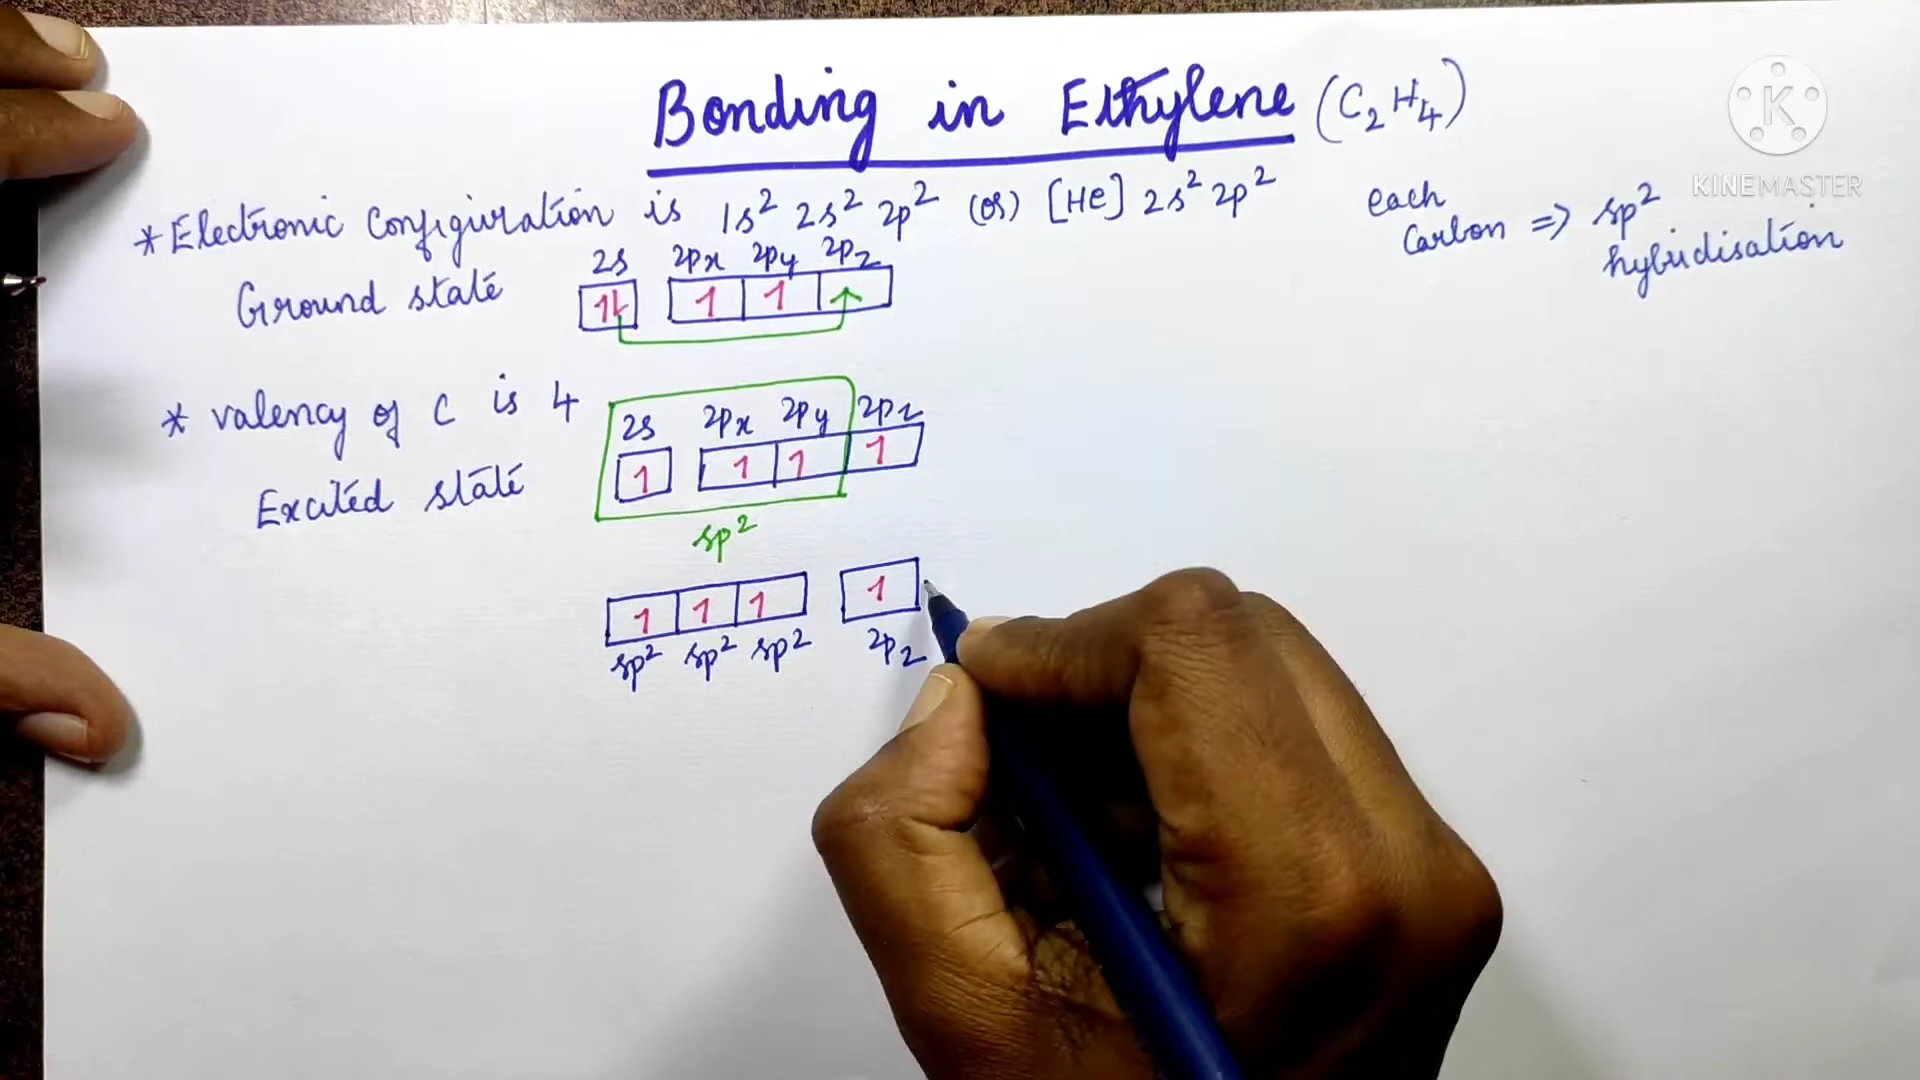 Bonding in Ethylene (C₂H₄)
* Electronic configuration is 1s² 2s² 2p² (or) [He] 2s² 2p²
each
Carbon => sp²
hybridisation
2s 2px 2py 2pz
Ground state 1⇂ 1 1 ↑
* valency of C is 4
2s 2px 2py 2pz
Excited state 1 1 1 1
sp²
1 1 1 1
sp² sp² sp² 2pz
K
KINEMASTER